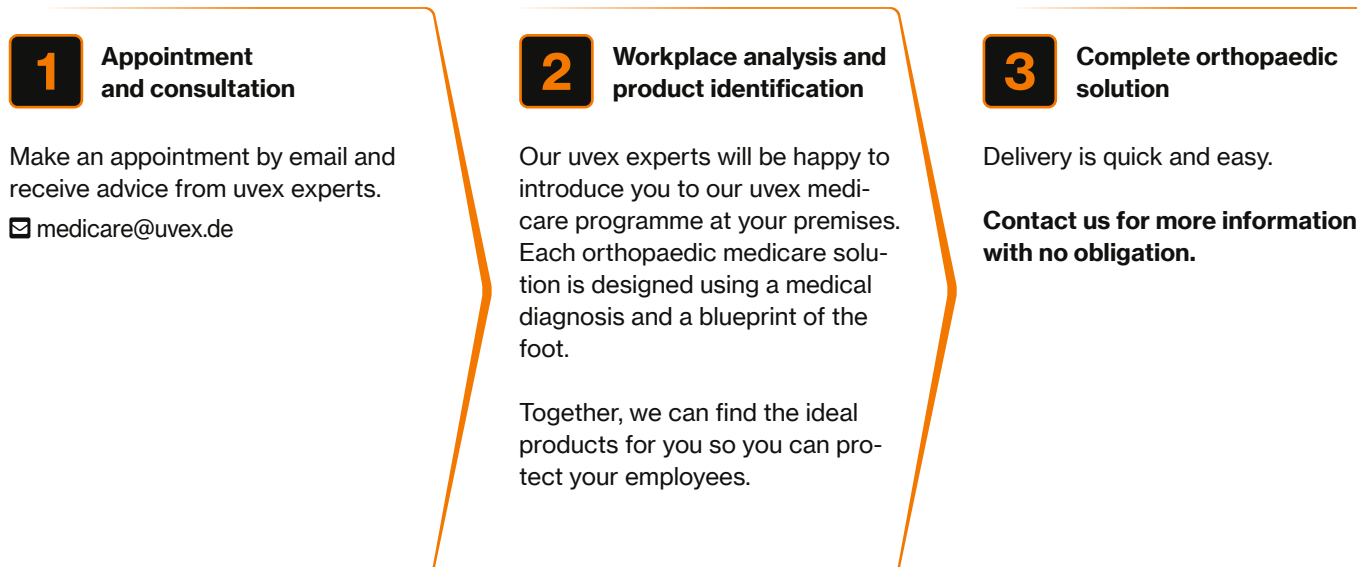 1
Appointment
and consultation
Make an appointment by email and
receive advice from uvex experts.
medicare@uvex.de
2
Workplace analysis and
product identification
Our uvex experts will be happy to
introduce you to our uvex medi-
care programme at your premises.
Each orthopaedic medicare solu-
tion is designed using a medical
diagnosis and a blueprint of the
foot.
Together, we can find the ideal
products for you so you can pro-
tect your employees.
3
Complete orthopaedic
solution
Delivery is quick and easy.
Contact us for more information
with no obligation.